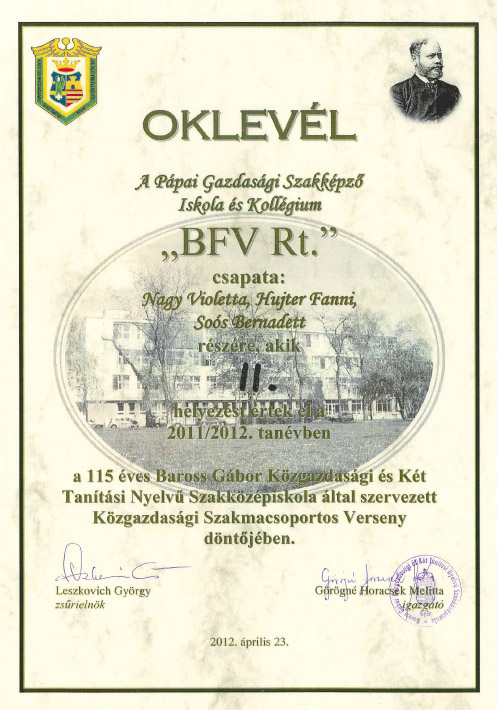 OKLEVÉL
A Pápai Gazdasági Szakképző
Iskola és Kollégium
„BFV Rt.”
csapata:
Nagy Violetta, Hujter Fanni,
Soós Bernadett
részére, akik
II.
helyezést értek el a
2011/2012. tanévben
a 115 éves Baross Gábor Közgazdasági és Két
Tanítási Nyelvű Szakközépiskola által szervezett
Közgazdasági Szakmacsoportos Verseny
döntőjében.
Leszkovich György
zsűrielnök
Görögné Horacsek Melitta
igazgató
2012. április 23.